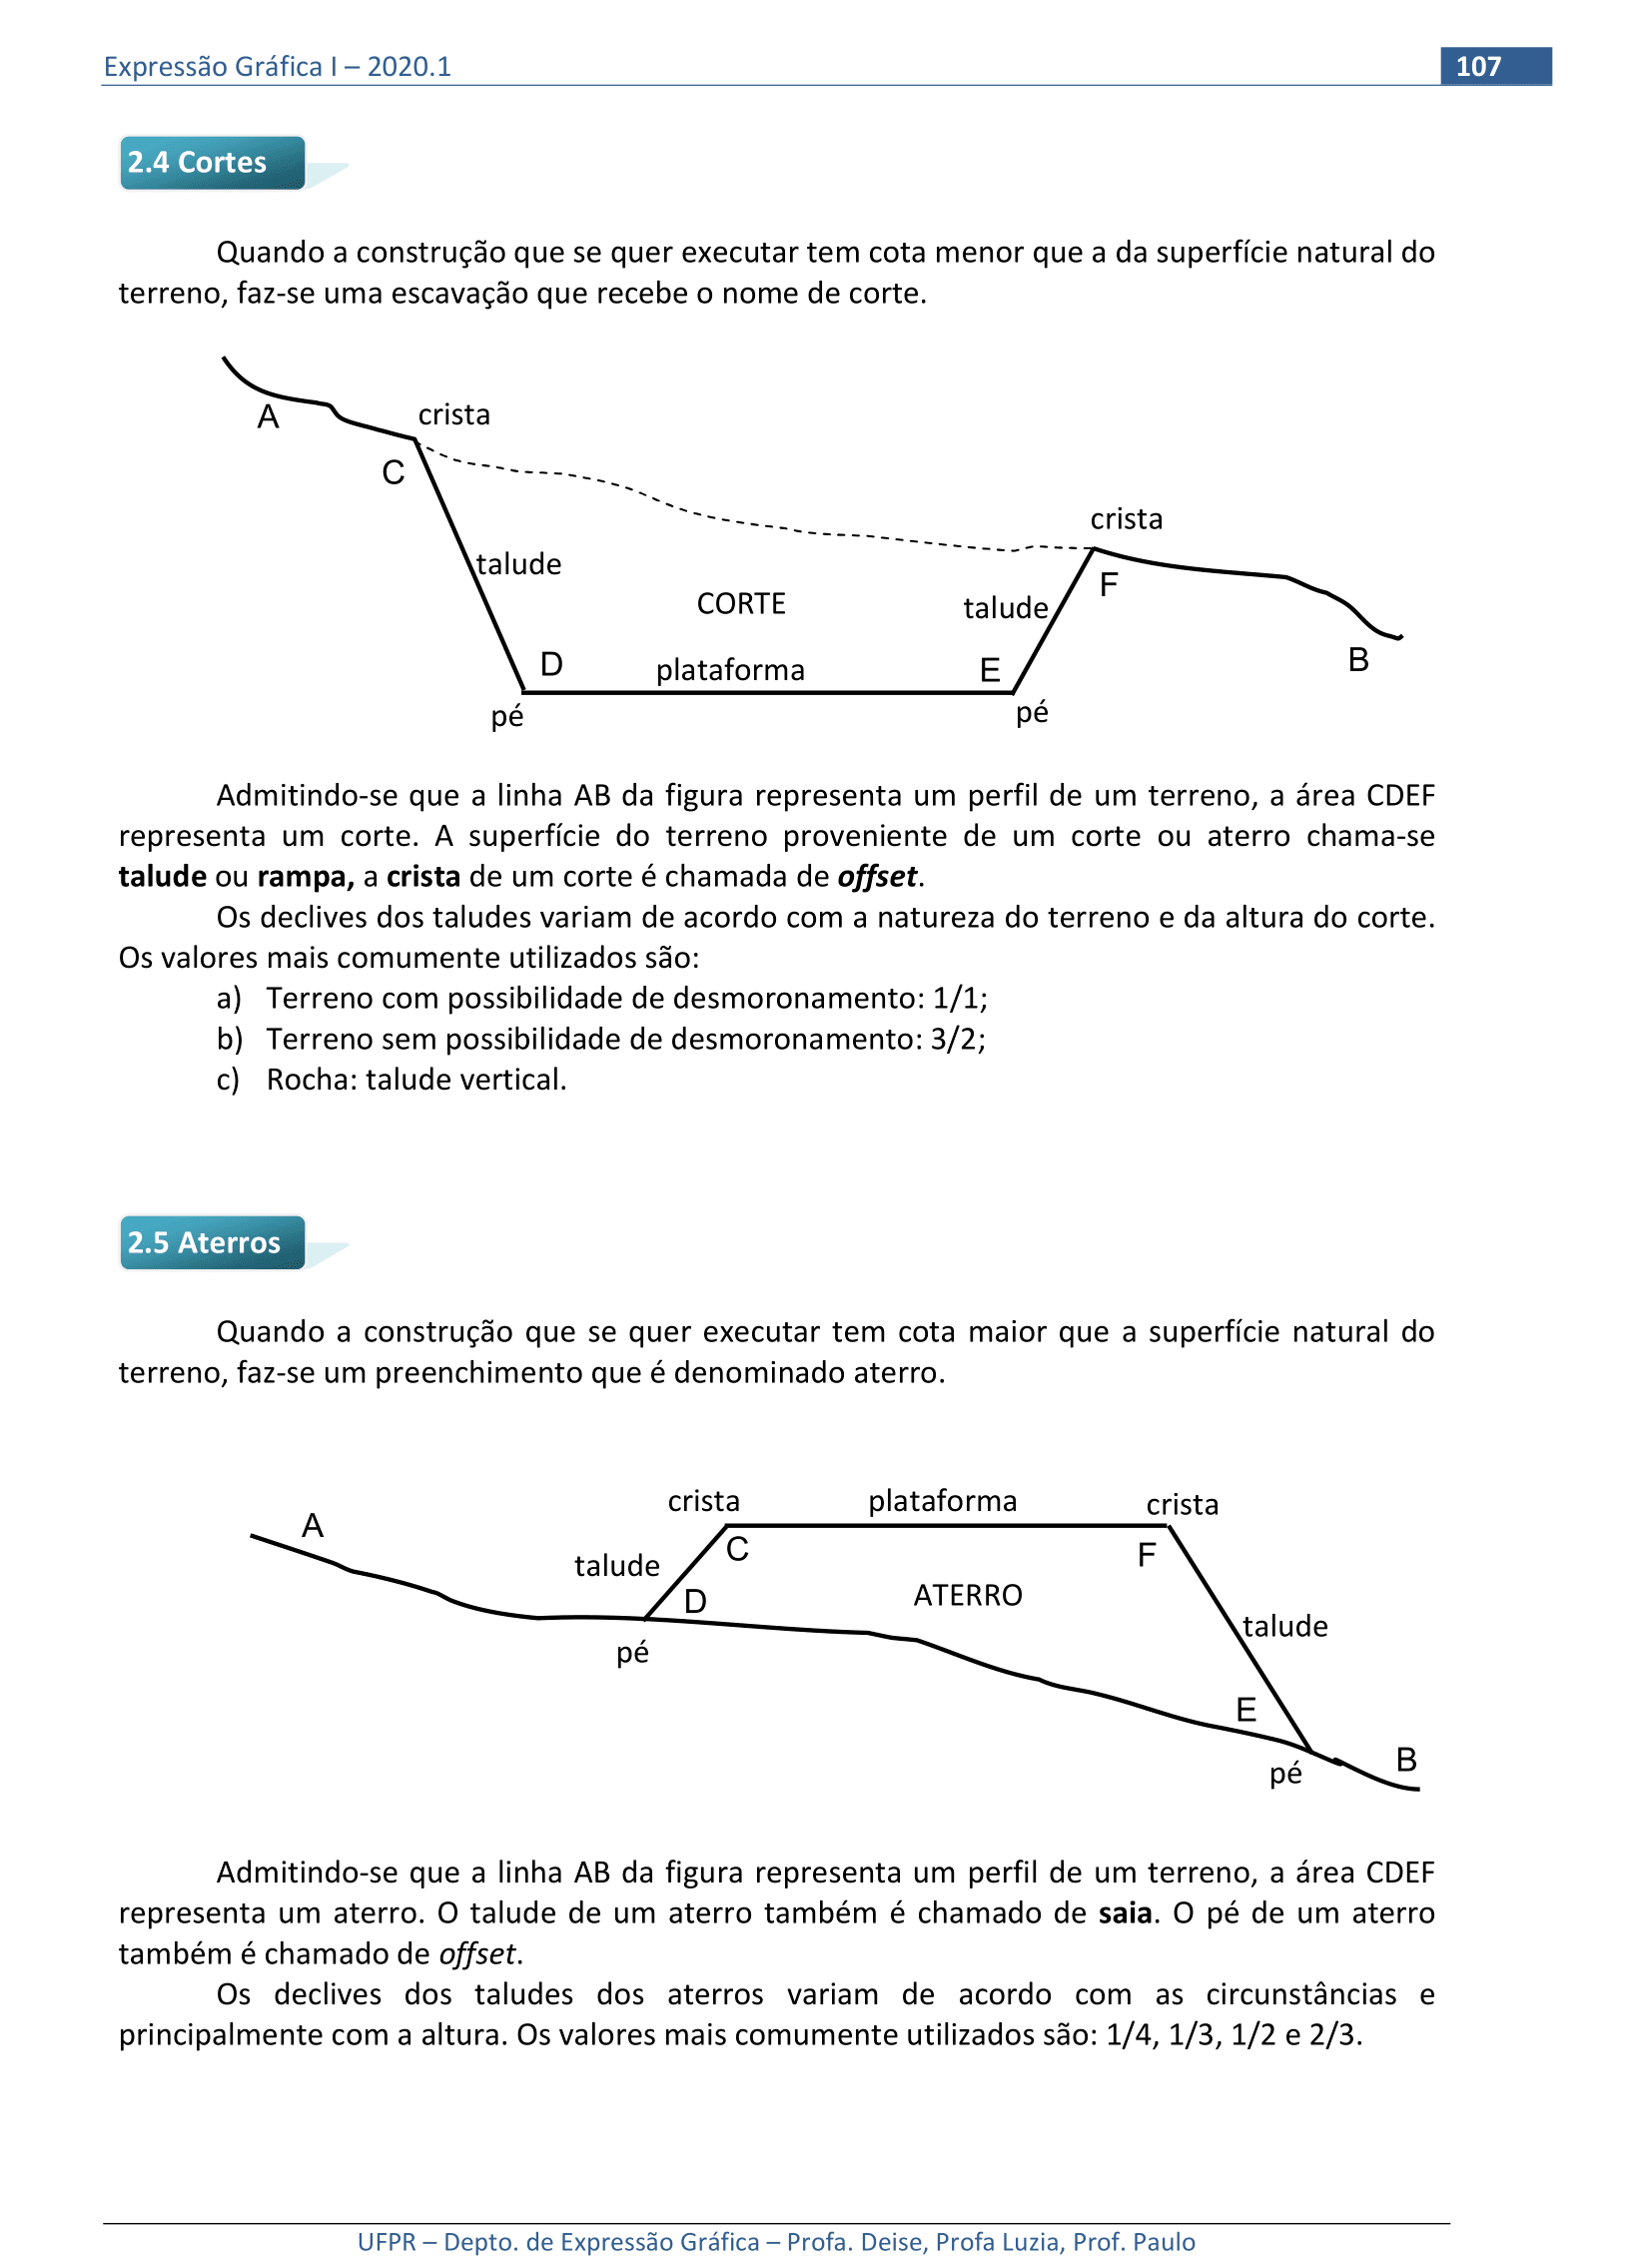 Expressão Gráfica I – 2020.1
107
2.4 Cortes
Quando a construção que se quer executar tem cota menor que a da superfície natural do
terreno, faz-se uma escavação que recebe o nome de corte.
A
crista
C
crista
talude
F
CORTE
talude
D
plataforma
E
B
pé
pé
Admitindo-se que a linha AB da figura representa um perfil de um terreno, a área CDEF
representa um corte. A superfície do terreno proveniente de um corte ou aterro chama-se
talude ou rampa, a crista de um corte é chamada de offset.
Os declives dos taludes variam de acordo com a natureza do terreno e da altura do corte.
Os valores mais comumente utilizados são:
a) Terreno com possibilidade de desmoronamento: 1/1;
b) Terreno sem possibilidade de desmoronamento: 3/2;
c) Rocha: talude vertical.
2.5 Aterros
Quando a construção que se quer executar tem cota maior que a superfície natural do
terreno, faz-se um preenchimento que é denominado aterro.
crista
plataforma
crista
A
C
F
talude
D
ATERRO
talude
pé
E
pé
B
Admitindo-se que a linha AB da figura representa um perfil de um terreno, a área CDEF
representa um aterro. O talude de um aterro também é chamado de saia. O pé de um aterro
também é chamado de offset.
Os declives dos taludes dos aterros variam de acordo com as circunstâncias e
principalmente com a altura. Os valores mais comumente utilizados são: 1/4, 1/3, 1/2 e 2/3.
UFPR – Depto. de Expressão Gráfica – Profa. Deise, Profa Luzia, Prof. Paulo